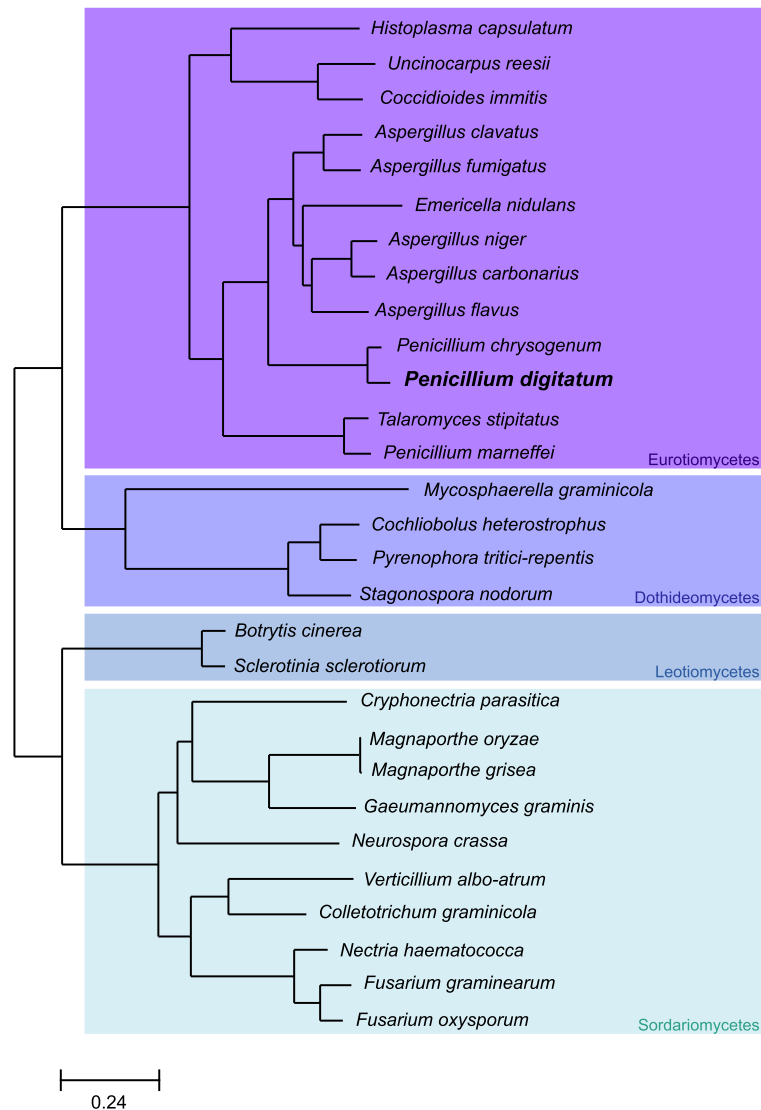 Histoplasma capsulatum
Uncinocarpus reesii
Coccidioides immitis
Aspergillus clavatus
Aspergillus fumigatus
Emericella nidulans
Aspergillus niger
Aspergillus carbonarius
Aspergillus flavus
Penicillium chrysogenum
Penicillium digitatum
Talaromyces stipitatus
Penicillium marneffei
Eurotiomycetes
Mycosphaerella graminicola
Cochliobolus heterostrophus
Pyrenophora tritici-repentis
Stagonospora nodorum
Dothideomycetes
Botrytis cinerea
Sclerotinia sclerotiorum
Leotiomycetes
Cryphonectria parasitica
Magnaporthe oryzae
Magnaporthe grisea
Gaeumannomyces graminis
Neurospora crassa
Verticillium albo-atrum
Colletotrichum graminicola
Nectria haematococca
Fusarium graminearum
Fusarium oxysporum
Sordariomycetes
0.24